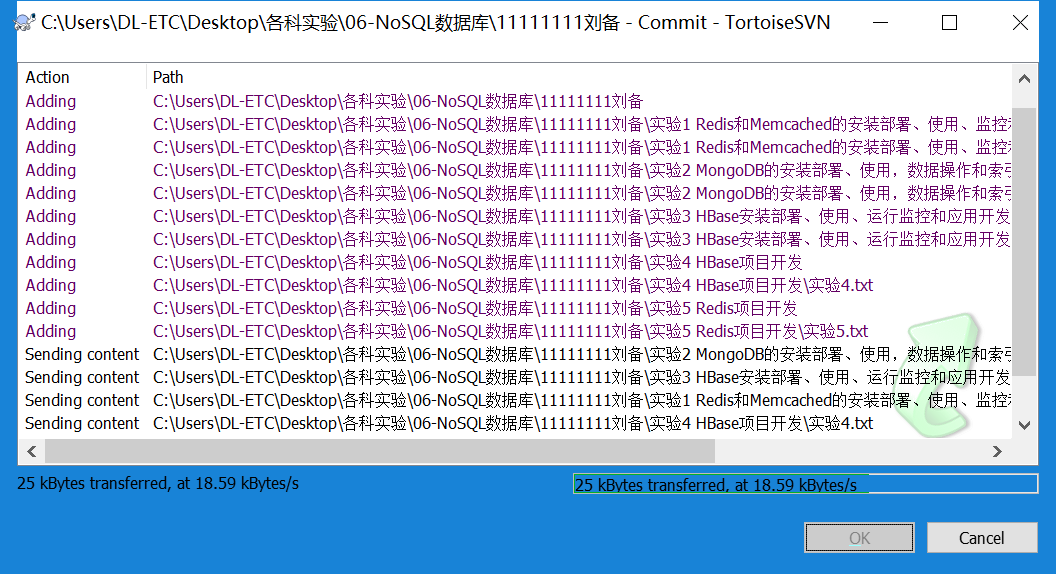 C:\Users\DL-ETC\Desktop\各科实验\06-NoSQL数据库\11111111刘备 - Commit - TortoiseSVN
Action Path
Adding C:\Users\DL-ETC\Desktop\各科实验\06-NoSQL数据库\11111111刘备
Adding C:\Users\DL-ETC\Desktop\各科实验\06-NoSQL数据库\11111111刘备\实验1 Redis和Memcached的安装部署、使用、监控
Adding C:\Users\DL-ETC\Desktop\各科实验\06-NoSQL数据库\11111111刘备\实验1 Redis和Memcached的安装部署、使用、监控
Adding C:\Users\DL-ETC\Desktop\各科实验\06-NoSQL数据库\11111111刘备\实验2 MongoDB的安装部署、使用，数据操作和索引
Adding C:\Users\DL-ETC\Desktop\各科实验\06-NoSQL数据库\11111111刘备\实验2 MongoDB的安装部署、使用，数据操作和索引
Adding C:\Users\DL-ETC\Desktop\各科实验\06-NoSQL数据库\11111111刘备\实验3 HBase安装部署、使用、运行监控和应用开发
Adding C:\Users\DL-ETC\Desktop\各科实验\06-NoSQL数据库\11111111刘备\实验3 HBase安装部署、使用、运行监控和应用开发
Adding C:\Users\DL-ETC\Desktop\各科实验\06-NoSQL数据库\11111111刘备\实验4 HBase项目开发
Adding C:\Users\DL-ETC\Desktop\各科实验\06-NoSQL数据库\11111111刘备\实验4 HBase项目开发\实验4.txt
Adding C:\Users\DL-ETC\Desktop\各科实验\06-NoSQL数据库\11111111刘备\实验5 Redis项目开发
Adding C:\Users\DL-ETC\Desktop\各科实验\06-NoSQL数据库\11111111刘备\实验5 Redis项目开发\实验5.txt
Sending content C:\Users\DL-ETC\Desktop\各科实验\06-NoSQL数据库\11111111刘备\实验2 MongoDB的安装部署、使用，数据操作和索引
Sending content C:\Users\DL-ETC\Desktop\各科实验\06-NoSQL数据库\11111111刘备\实验3 HBase安装部署、使用、运行监控和应用开发
Sending content C:\Users\DL-ETC\Desktop\各科实验\06-NoSQL数据库\11111111刘备\实验1 Redis和Memcached的安装部署、使用、监控
Sending content C:\Users\DL-ETC\Desktop\各科实验\06-NoSQL数据库\11111111刘备\实验4 HBase项目开发\实验4.txt
25 kBytes transferred, at 18.59 kBytes/s 25 kBytes transferred, at 18.59 kBytes/s
OK Cancel